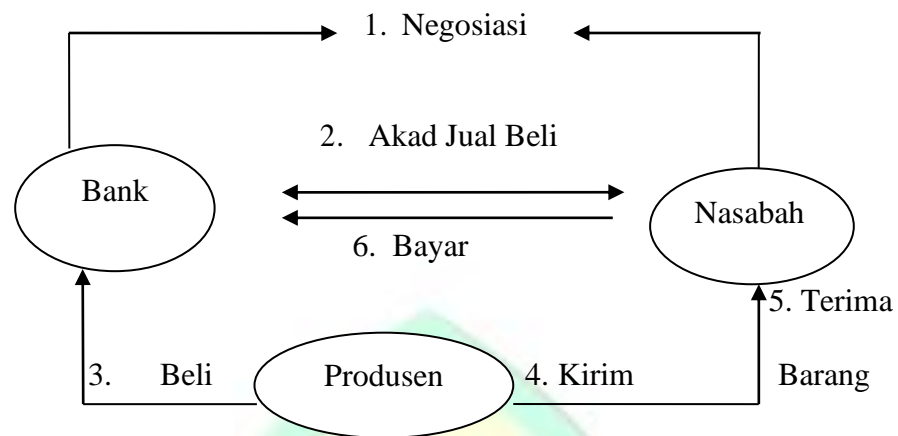 1. Negosiasi
2. Akad Jual Beli
Bank
Nasabah
6. Bayar
5. Terima
3. Beli
Produsen
4. Kirim
Barang